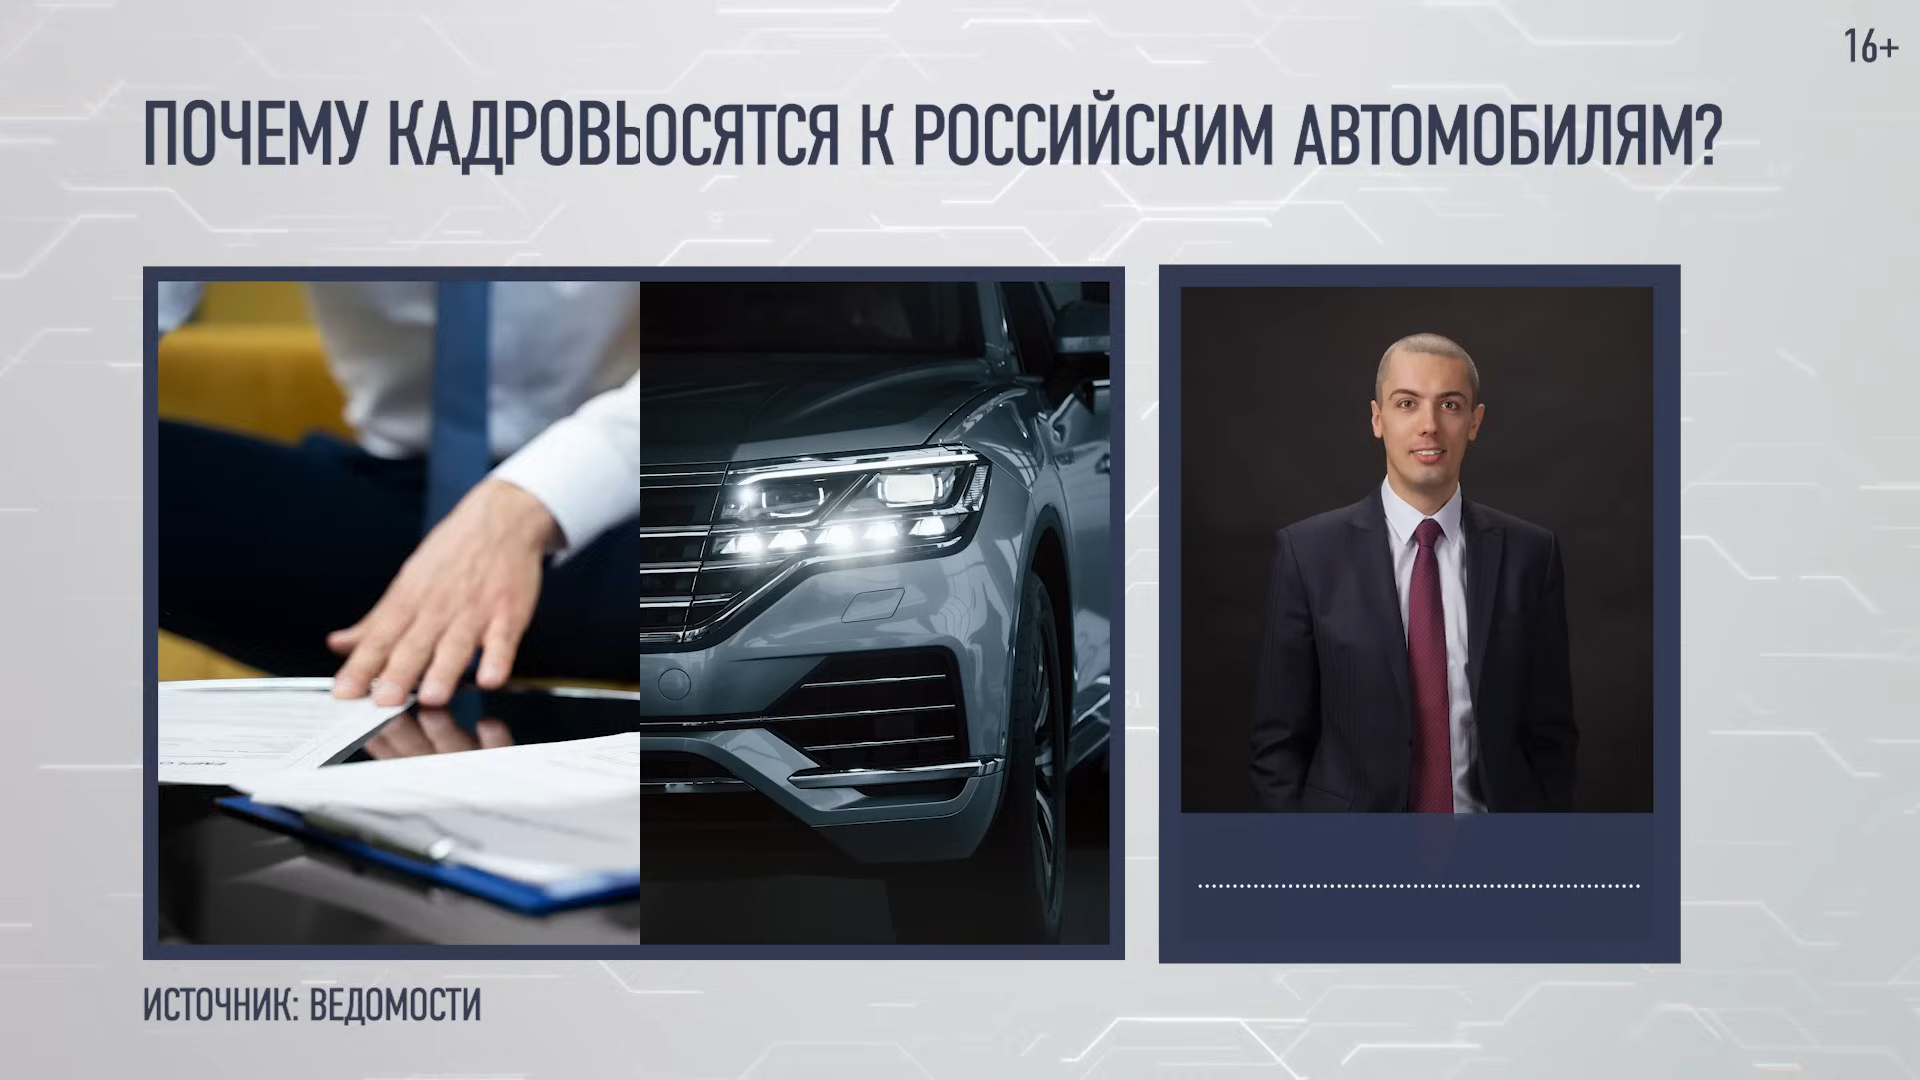 16+
ПОЧЕМУ КАДРОВЬОСЯТСЯ К РОССИЙСКИМ АВТОМОБИЛЯМ?
ИСТОЧНИК: ВЕДОМОСТИ